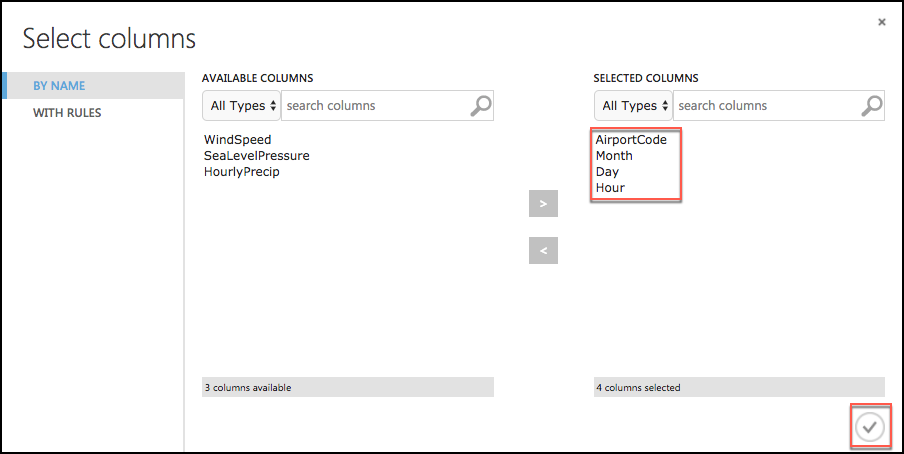 Select columns
BY NAME
WITH RULES
AVAILABLE COLUMNS
All Types
search columns
WindSpeed
SeaLevelPressure
HourlyPrecip
3 columns available
>
<
SELECTED COLUMNS
All Types
search columns
AirportCode
Month
Day
Hour
4 columns selected